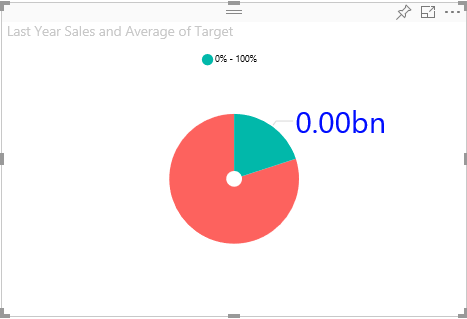 Last Year Sales and Average of Target
0% - 100%
0.00bn